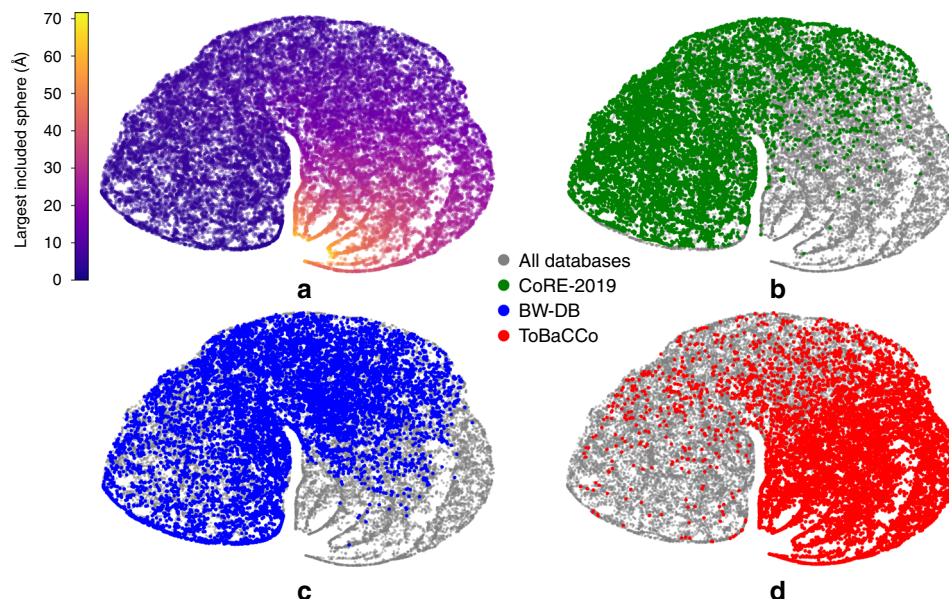 Largest included sphere (Å)
70
60
50
40
30
20
10
0
a
b
All databases
CoRE-2019
BW-DB
ToBaCCo
c
d